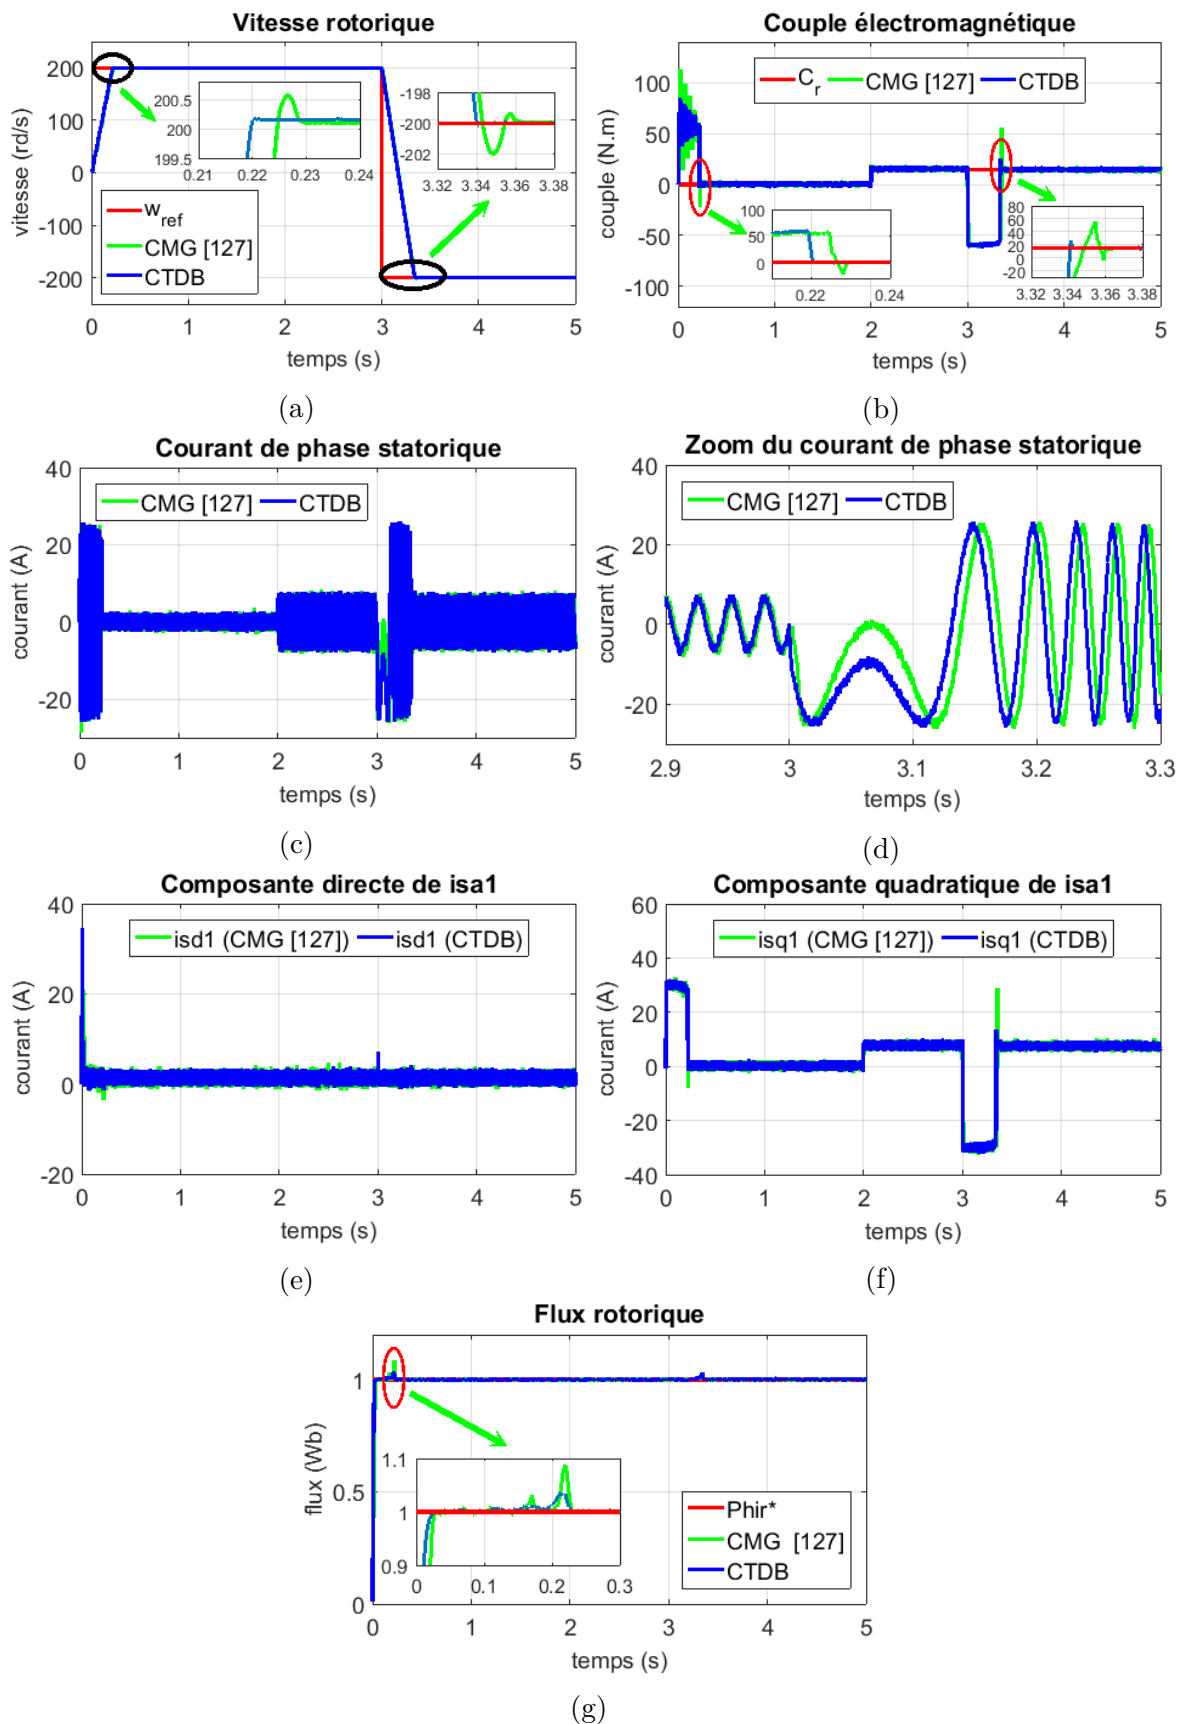 Vitesse rotorique
vitesse (rd/s)
200
100
0
-100
-200
0 1 2 3 4 5
temps (s)
200.5
200
199.5
0.21 0.22 0.23 0.24
-198
-200
-202
3.32 3.34 3.36 3.38
w_ref
CMG [127]
CTDB
(a)
Couple électromagnétique
couple (N.m)
100
50
0
-50
-100
0 1 2 3 4 5
temps (s)
C_r CMG [127] CTDB
100
50
0
0.22 0.24
80
60
40
20
0
-20
3.32 3.34 3.36 3.38
(b)
Courant de phase statorique
courant (A)
40
20
0
-20
0 1 2 3 4 5
temps (s)
CMG [127] CTDB
(c)
Zoom du courant de phase statorique
courant (A)
40
20
0
-20
2.9 3 3.1 3.2 3.3
temps (s)
CMG [127] CTDB
(d)
Composante directe de isa1
courant (A)
40
20
0
-20
0 1 2 3 4 5
temps (s)
isd1 (CMG [127]) isd1 (CTDB)
(e)
Composante quadratique de isa1
courant (A)
60
40
20
0
-20
-40
0 1 2 3 4 5
temps (s)
isq1 (CMG [127]) isq1 (CTDB)
(f)
Flux rotorique
flux (Wb)
1
0.5
0
0 1 2 3 4 5
temps (s)
1.1
1
0.9
0 0.1 0.2 0.3
Phir*
CMG [127]
CTDB
(g)